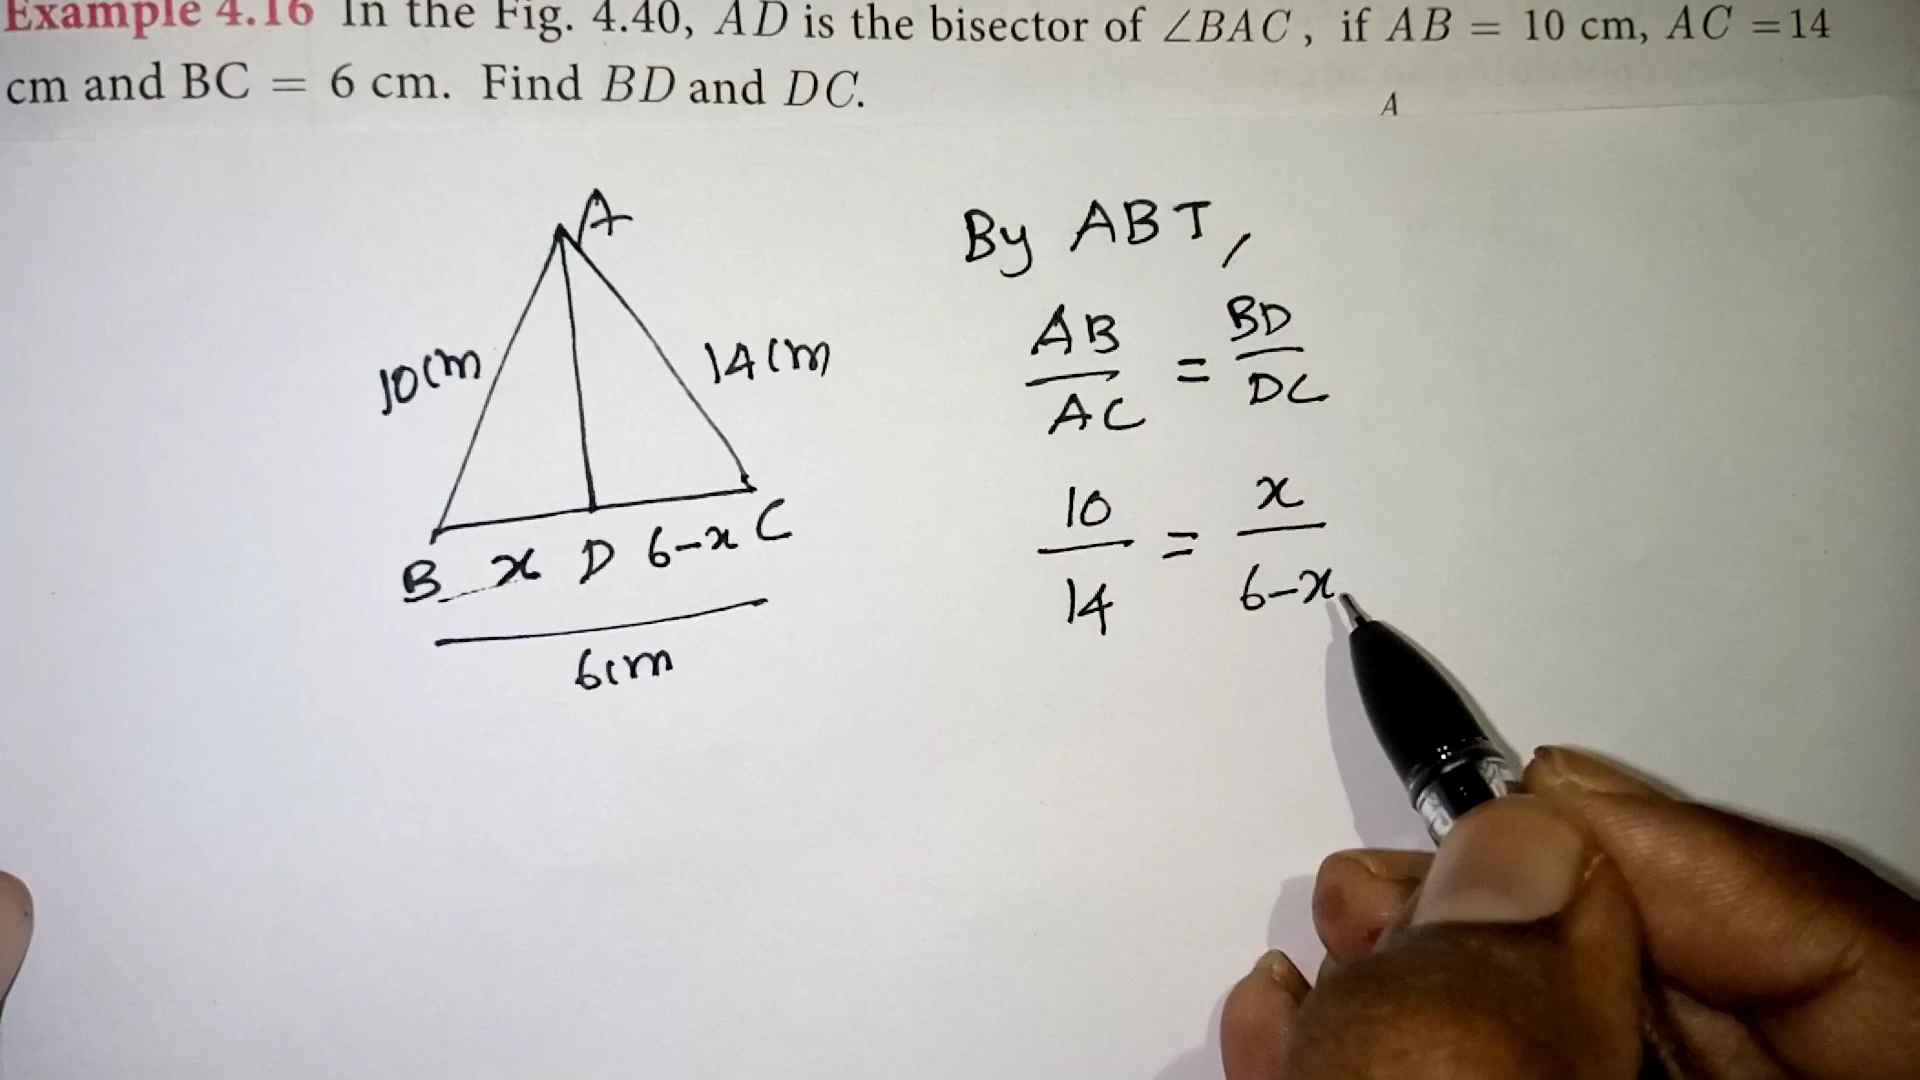 Example 4.16 In the Fig. 4.40, AD is the bisector of ∠BAC, if AB = 10 cm, AC =14
cm and BC = 6 cm. Find BD and DC.
A
A
10cm
14cm
B x D 6-x C
6cm
By ABT,
AB/AC = BD/DC
10/14 = x/6-x